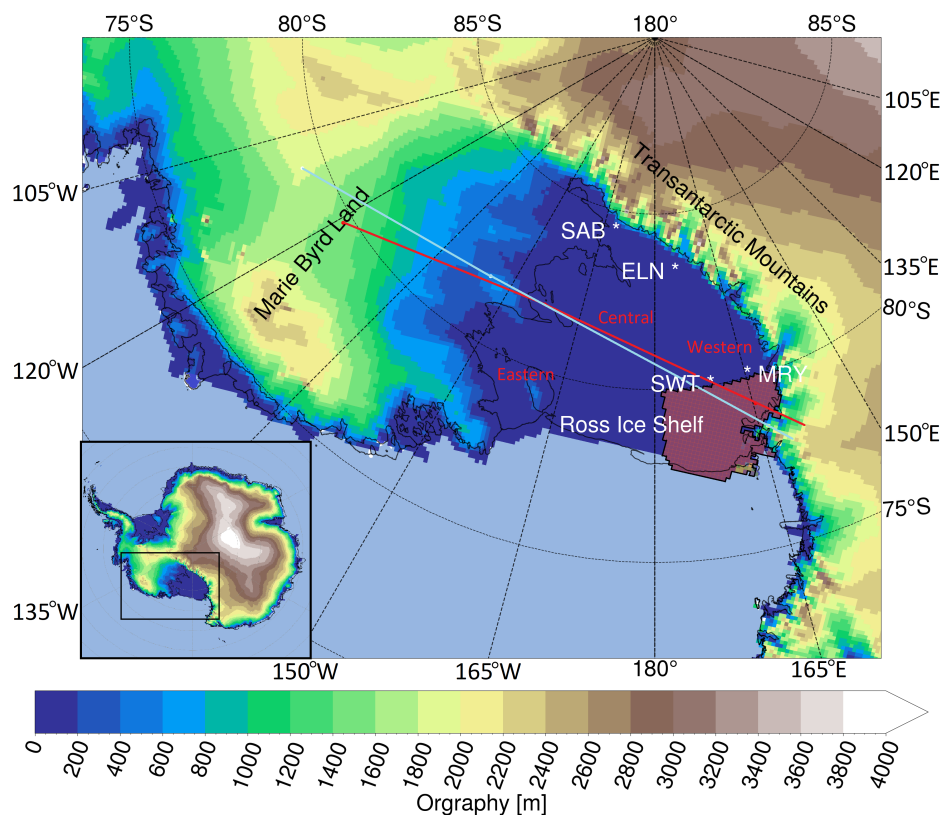 75°S 80°S 85°S 180° 85°S
105°E
120°E
105°W
Transantarctic Mountains
Marie Byrd Land
SAB *
ELN *
135°E
80°S
Central
Western
120°W
Eastern
SWT * * MRY
Ross Ice Shelf
150°E
75°S
135°W
150°W 165°W 180° 165°E
0 200 400 600 800 1000 1200 1400 1600 1800 2000 2200 2400 2600 2800 3000 3200 3400 3600 3800 4000
Orgraphy [m]